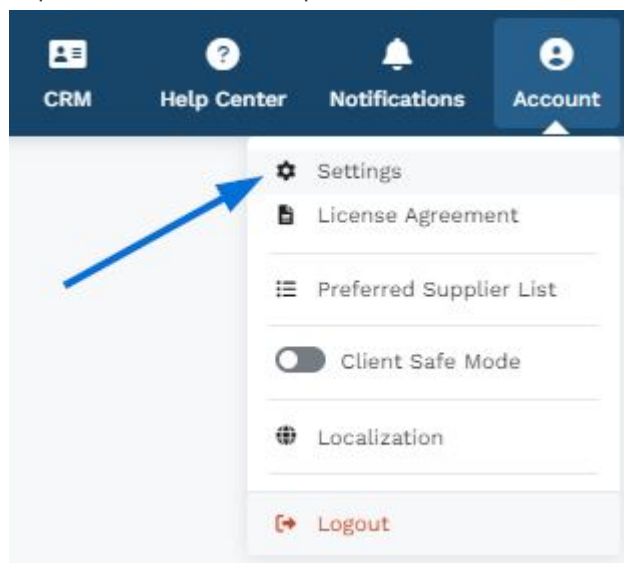 CRM Help Center Notifications Account
Settings
License Agreement
Preferred Supplier List
Client Safe Mode
Localization
Logout